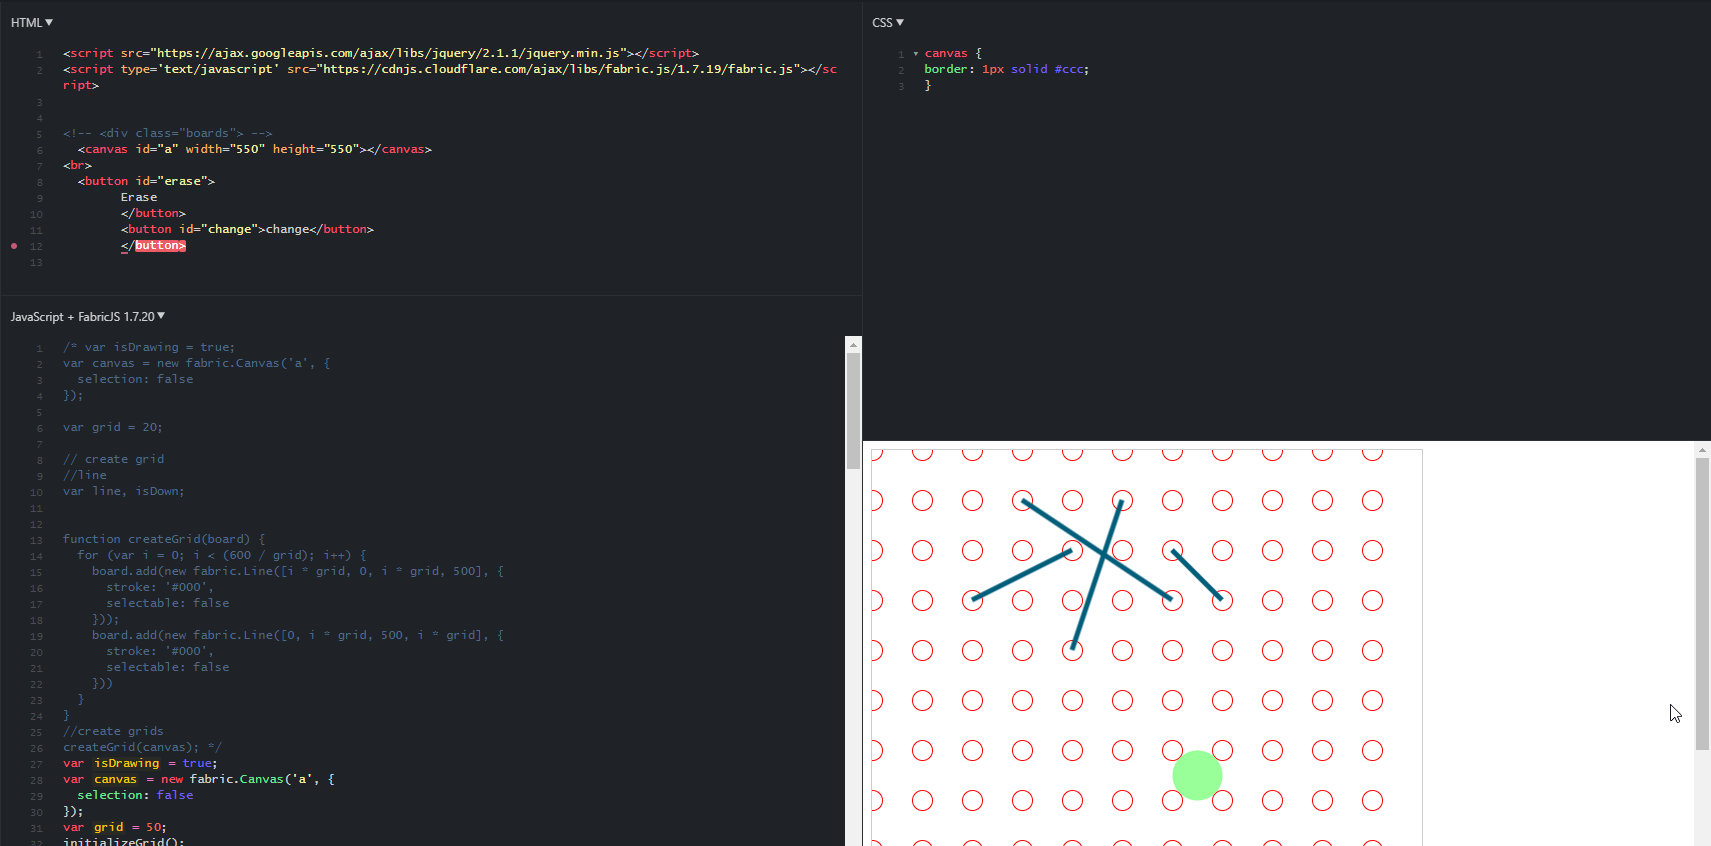 HTML ▼
1 <script src="https://ajax.googleapis.com/ajax/libs/jquery/2.1.1/jquery.min.js"></script>
2 <script type='text/javascript' src="https://cdnjs.cloudflare.com/ajax/libs/fabric.js/1.7.19/fabric.js"></sc
ript>
3
4
5 <!-- <div class="boards"> -->
6 <canvas id="a" width="550" height="550"></canvas>
7 <br>
8 <button id="erase">
9 Erase
10 </button>
11 <button id="change">change</button>
12 </button>
13
JavaScript + FabricJS 1.7.20 ▼
1 /* var isDrawing = true;
2 var canvas = new fabric.Canvas('a', {
3 selection: false
4 });
5
6 var grid = 20;
7
8 // create grid
9 //line
10 var line, isDown;
11
12
13 function createGrid(board) {
14 for (var i = 0; i < (600 / grid); i++) {
15 board.add(new fabric.Line([i * grid, 0, i * grid, 500], {
16 stroke: '#000',
17 selectable: false
18 }));
19 board.add(new fabric.Line([0, i * grid, 500, i * grid], {
20 stroke: '#000',
21 selectable: false
22 }))
23 }
24 }
25 //create grids
26 createGrid(canvas); */
27 var isDrawing = true;
28 var canvas = new fabric.Canvas('a', {
29 selection: false
30 });
31 var grid = 50;
32 initializeGrid();
CSS ▼
1 canvas {
2 border: 1px solid #ccc;
3 }